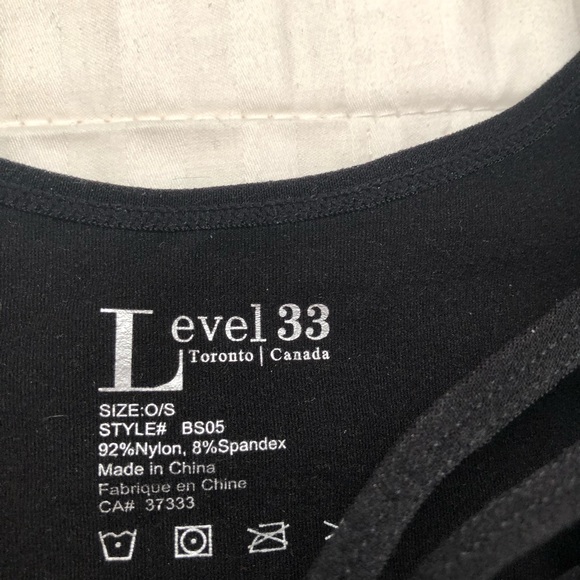 Level 33
Toronto | Canada
SIZE:O/S
STYLE# BS05
92%Nylon, 8%Spandex
Made in China
Fabrique en Chine
CA# 37333